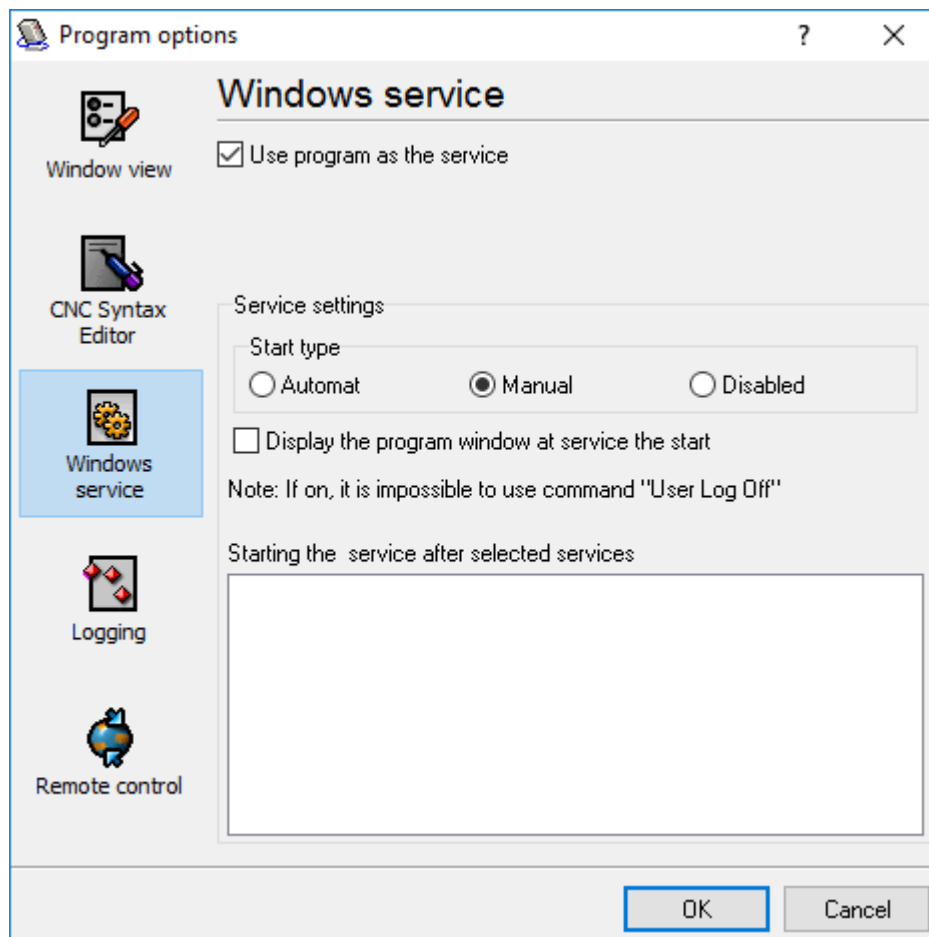 Program options
?
Windows service
Window view
CNC Syntax
Editor
Windows
service
Logging
Remote control
Use program as the service
Service settings
Start type
Automat
Manual
Disabled
Display the program window at service the start
Note: If on, it is impossible to use command "User Log Off"
Starting the  service after selected services
OK
Cancel